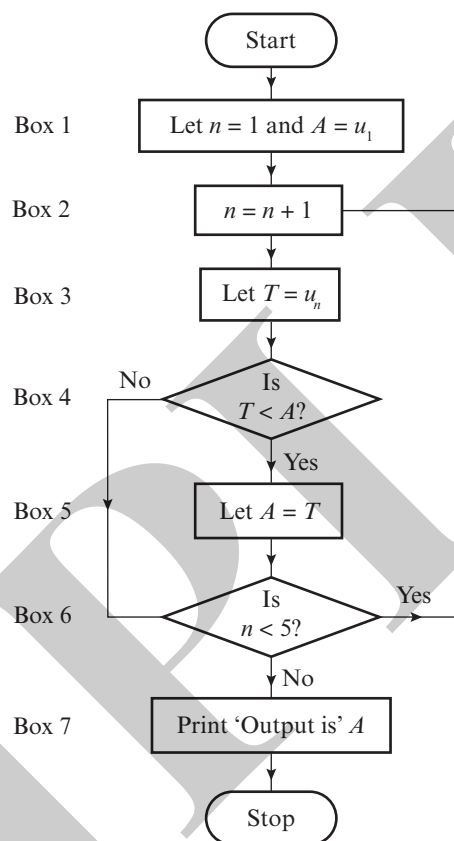 Start
Box 1
Let n = 1 and A = u₁
Box 2
n = n + 1
Box 3
Let T = uₙ
No
Box 4
Is
T < A?
Yes
Box 5
Let A = T
Box 6
Is
n < 5?
Yes
No
Box 7
Print ‘Output is’ A
Stop